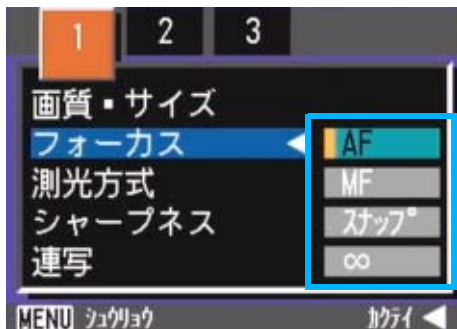 1 2 3
画質・サイズ
フォーカス ◀ AF
測光方式 MF
シャープネス ｽﾅｯﾌﾟ
連写 ∞
MENU ｼｭｳﾘｮｳ ｶｸﾃｲ ◀